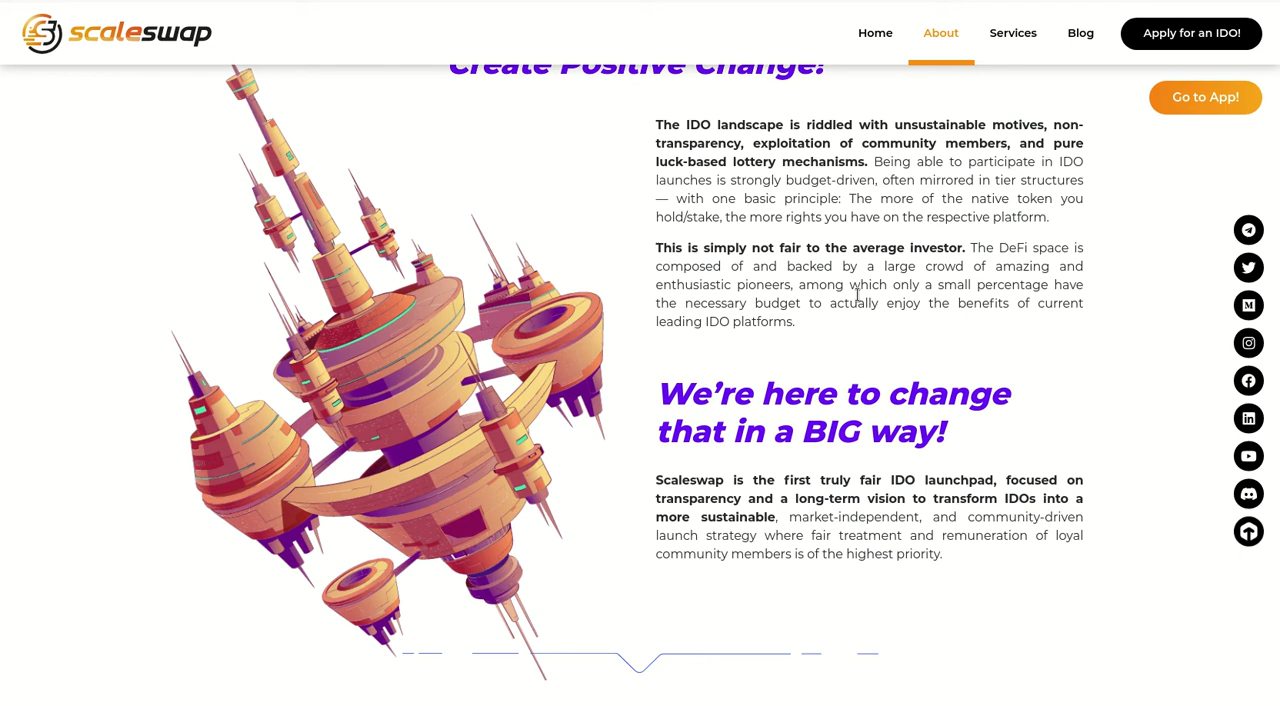 scaleswap
Home
About
Services
Blog
Apply for an IDO!
Create Positive Change!
Go to App!
The IDO landscape is riddled with unsustainable motives, non-
transparency, exploitation of community members, and pure
luck-based lottery mechanisms. Being able to participate in IDO
launches is strongly budget-driven, often mirrored in tier structures
— with one basic principle: The more of the native token you
hold/stake, the more rights you have on the respective platform.
This is simply not fair to the average investor. The DeFi space is
composed of and backed by a large crowd of amazing and
enthusiastic pioneers, among which only a small percentage have
the necessary budget to actually enjoy the benefits of current
leading IDO platforms.
We’re here to change
that in a BIG way!
Scaleswap is the first truly fair IDO launchpad, focused on
transparency and a long-term vision to transform IDOs into a
more sustainable, market-independent, and community-driven
launch strategy where fair treatment and remuneration of loyal
community members is of the highest priority.